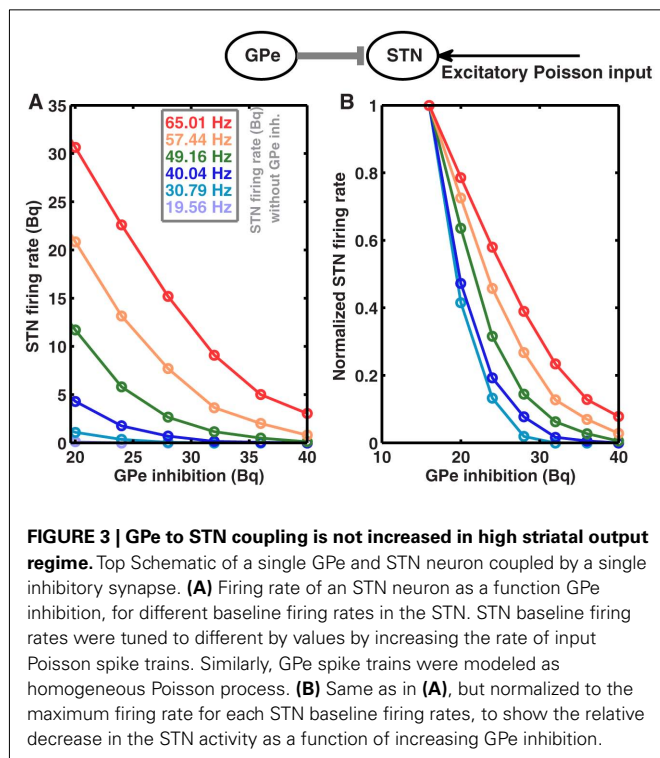 GPe
STN
Excitatory Poisson input
A
35
30
25
20
15
10
5
0
STN firing rate (Bq)
65.01 Hz
57.44 Hz
49.16 Hz
40.04 Hz
30.79 Hz
19.56 Hz
STN firing rate (Bq)
without GPe inh.
20
25
30
35
40
GPe inhibition (Bq)
B
1
0.8
0.6
0.4
0.2
0
Normalized STN firing rate
10
20
30
40
GPe inhibition (Bq)
FIGURE 3 | GPe to STN coupling is not increased in high striatal output
regime. Top Schematic of a single GPe and STN neuron coupled by a single
inhibitory synapse. (A) Firing rate of an STN neuron as a function GPe
inhibition, for different baseline firing rates in the STN. STN baseline firing
rates were tuned to different by values by increasing the rate of input
Poisson spike trains. Similarly, GPe spike trains were modeled as
homogeneous Poisson process. (B) Same as in (A), but normalized to the
maximum firing rate for each STN baseline firing rates, to show the relative
decrease in the STN activity as a function of increasing GPe inhibition.